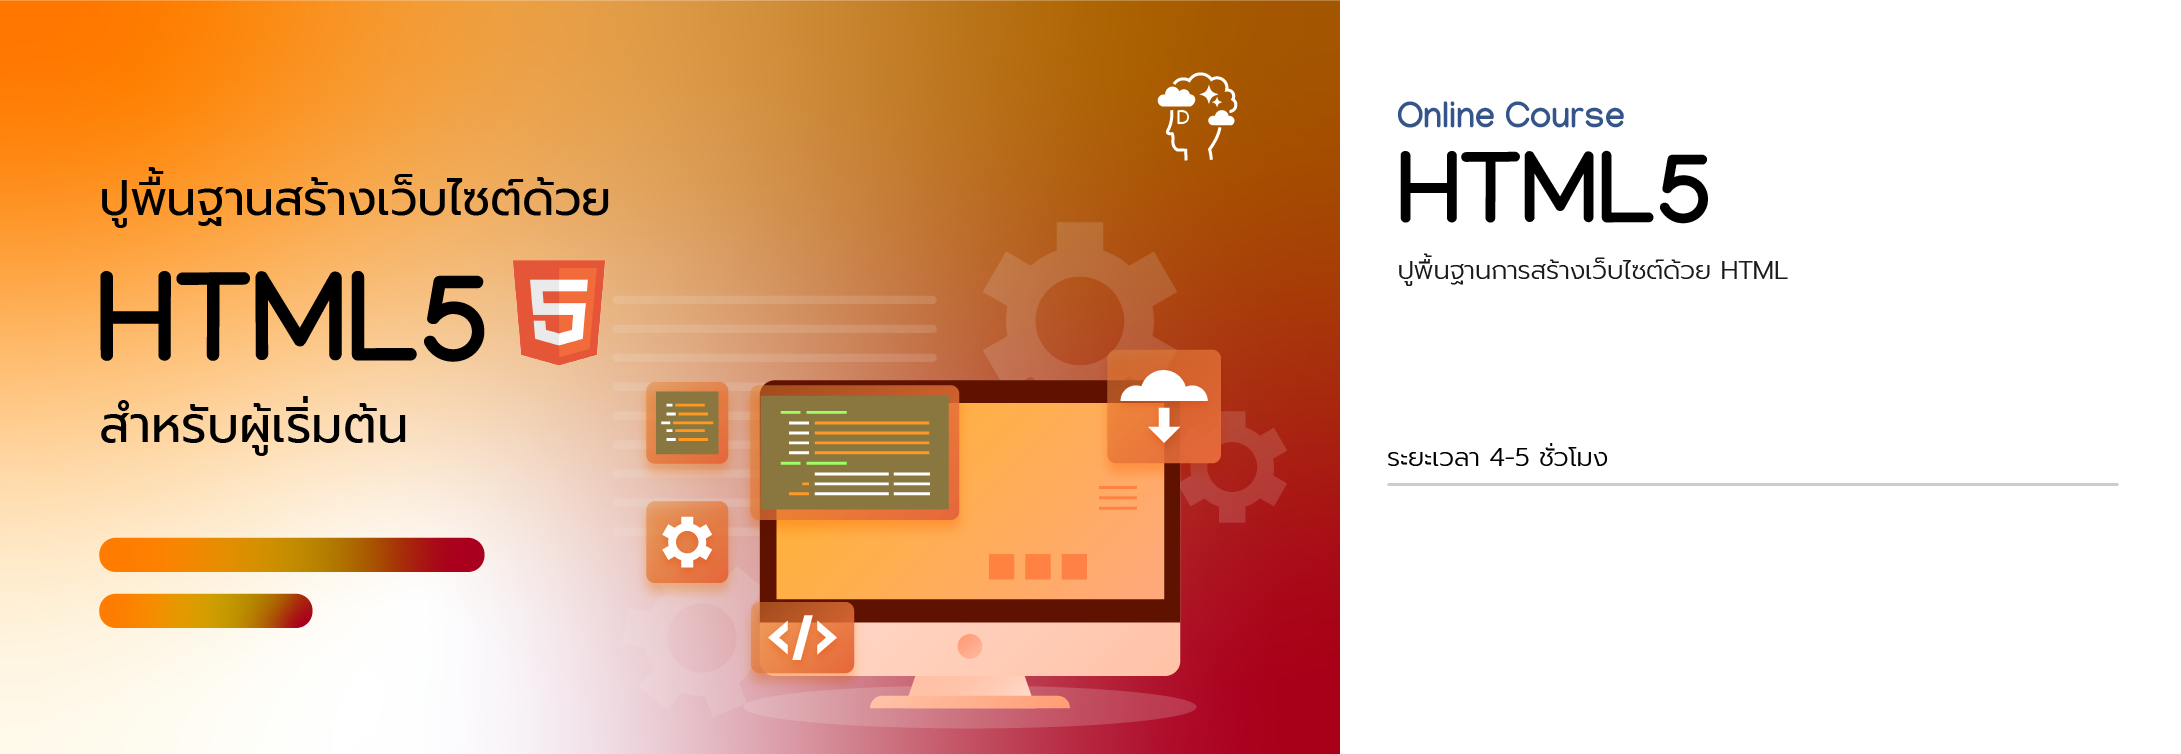 ปูพื้นฐานสร้างเว็บไซต์ด้วย
HTML5
สำหรับผู้เริ่มต้น
D
</>
Online Course
HTML5
ปูพื้นฐานการสร้างเว็บไซต์ด้วย HTML
ระยะเวลา 4-5 ชั่วโมง